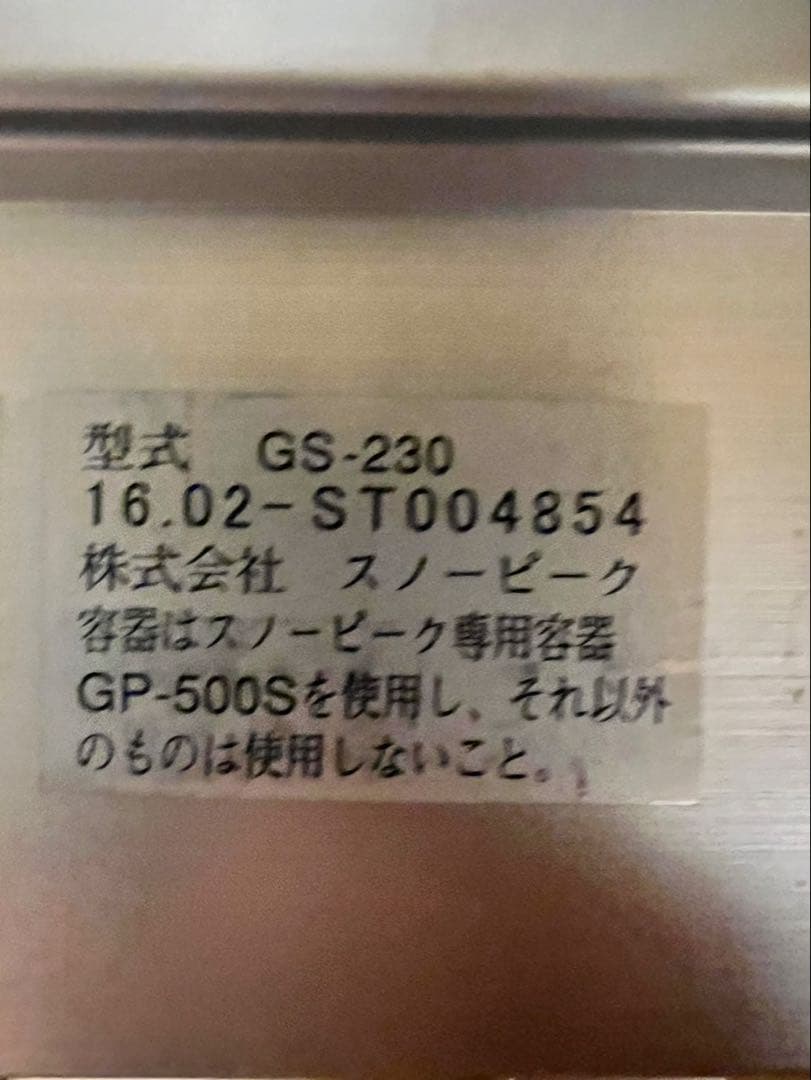 型式　GS-230
16.02-ST004854
株式会社　スノーピーク
容器はスノーピーク専用容器
GP-500Sを使用し、それ以外
のものは使用しないこと。